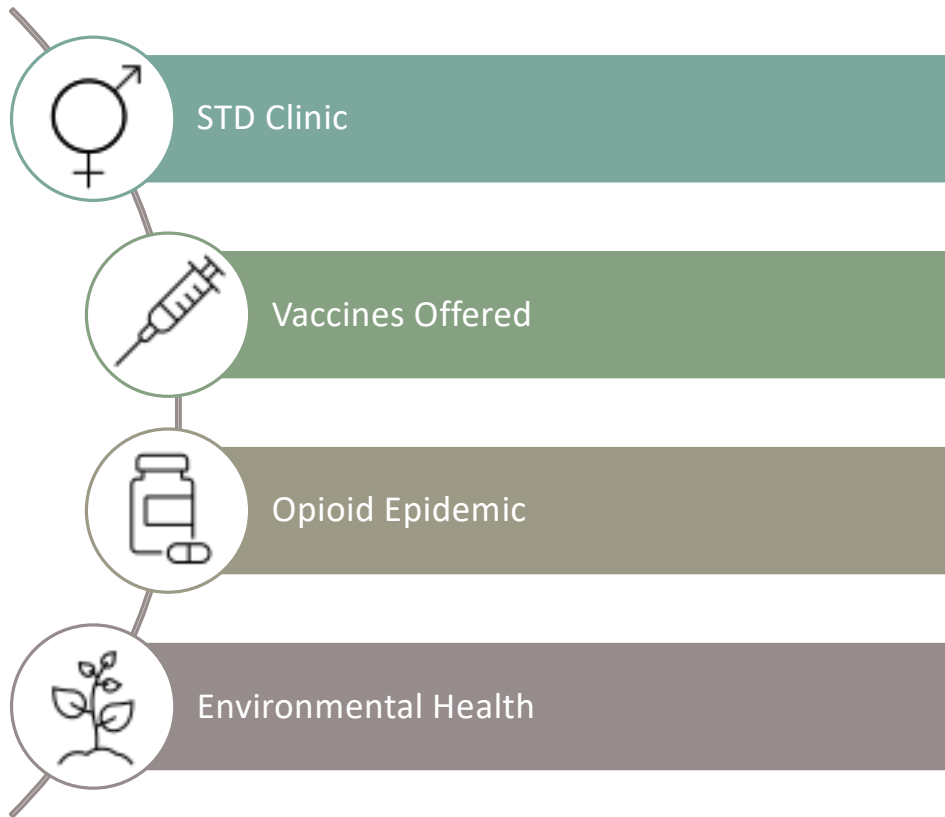 STD Clinic
Vaccines Offered
Opioid Epidemic
Environmental Health